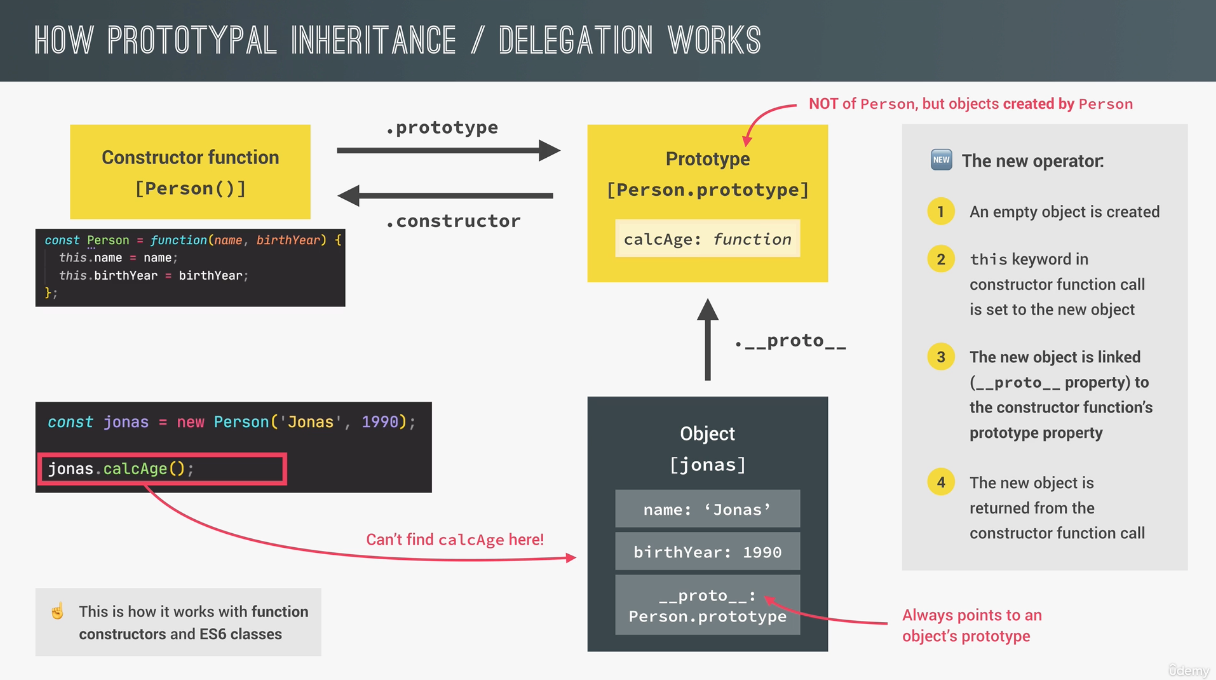 HOW PROTOTYPAL INHERITANCE / DELEGATION WORKS
NOT of Person, but objects created by Person
Constructor function
[Person()]
.prototype
.constructor
Prototype
[Person.prototype]
calcAge: function
const Person = function(name, birthYear) {
this.name = name;
this.birthYear = birthYear;
};
.__proto__
const jonas = new Person('Jonas', 1990);
jonas.calcAge();
Can't find calcAge here!
Object
[jonas]
name: ‘Jonas’
birthYear: 1990
__proto__:
Person.prototype
Always points to an
object's prototype
☝️ This is how it works with function
constructors and ES6 classes
🆕 The new operator:
1 An empty object is created
2 this keyword in
constructor function call
is set to the new object
3 The new object is linked
(__proto__ property) to
the constructor function's
prototype property
4 The new object is
returned from the
constructor function call
ûdemy